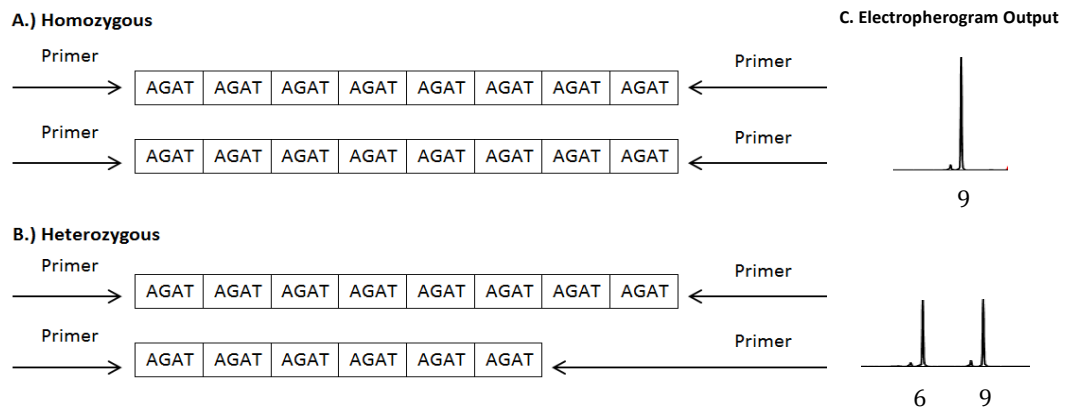 A.) Homozygous
C. Electropherogram Output
Primer
Primer
AGAT AGAT AGAT AGAT AGAT AGAT AGAT AGAT
Primer
Primer
AGAT AGAT AGAT AGAT AGAT AGAT AGAT AGAT
9
B.) Heterozygous
Primer
Primer
AGAT AGAT AGAT AGAT AGAT AGAT AGAT AGAT
Primer
Primer
AGAT AGAT AGAT AGAT AGAT AGAT
6 9